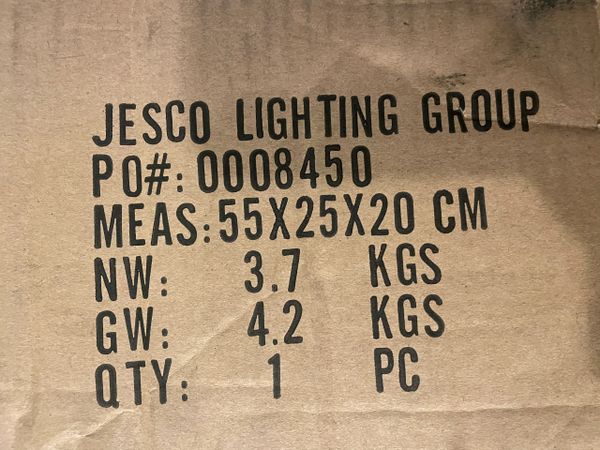 JESCO LIGHTING GROUP
PO#: 0008450
MEAS: 55X25X20 CM
NW: 3.7 KGS
GW: 4.2 KGS
QTY: 1 PC